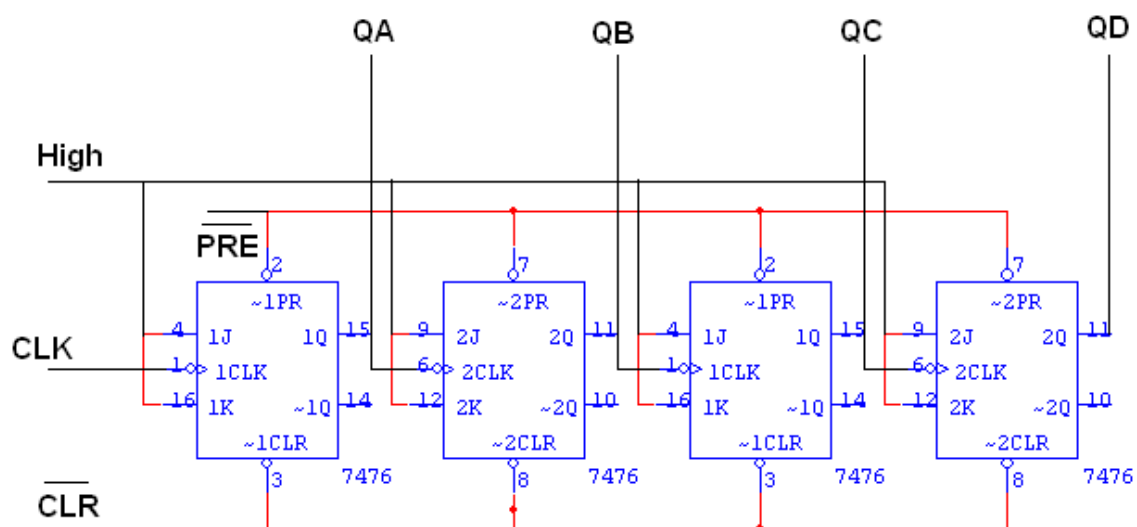 QA QB QC QD
High
PRE
2 7 2 7
~1PR ~2PR ~1PR ~2PR
4 1J 1Q 15 9 2J 2Q 11 4 1J 1Q 15 9 2J 2Q 11
CLK 1 1CLK 6 2CLK 1 1CLK 6 2CLK
16 1K ~1Q 14 12 2K ~2Q 10 16 1K ~1Q 14 12 2K ~2Q 10
~1CLR ~2CLR ~1CLR ~2CLR
3 7476 8 7476 3 7476 8 7476
CLR